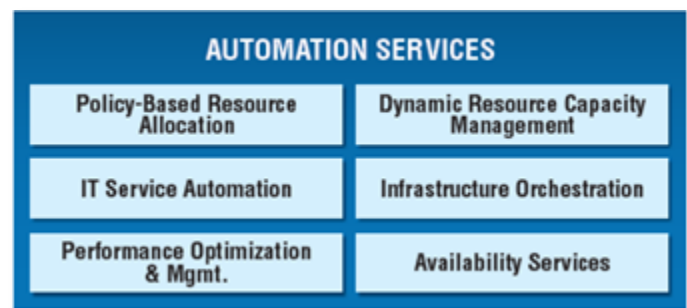 AUTOMATION SERVICES
Policy-Based Resource
Allocation
Dynamic Resource Capacity
Management
IT Service Automation
Infrastructure Orchestration
Performance Optimization
& Mgmt.
Availability Services